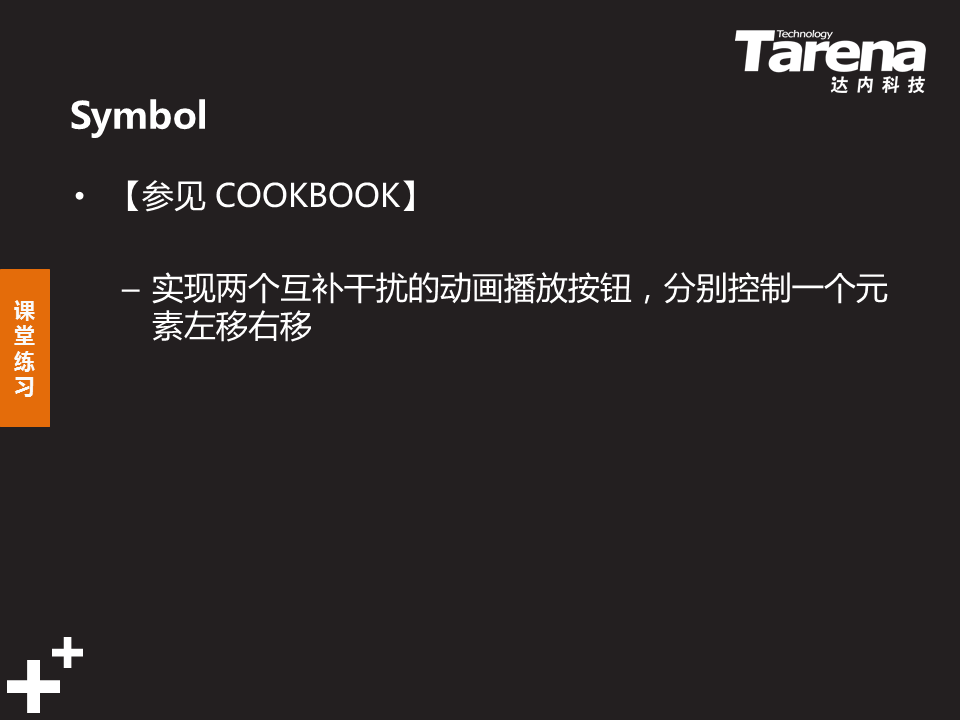 Technology
Tarena
达内科技
Symbol
• 【参见 COOKBOOK】
– 实现两个互补干扰的动画播放按钮，分别控制一个元
素左移右移
课
堂
练
习